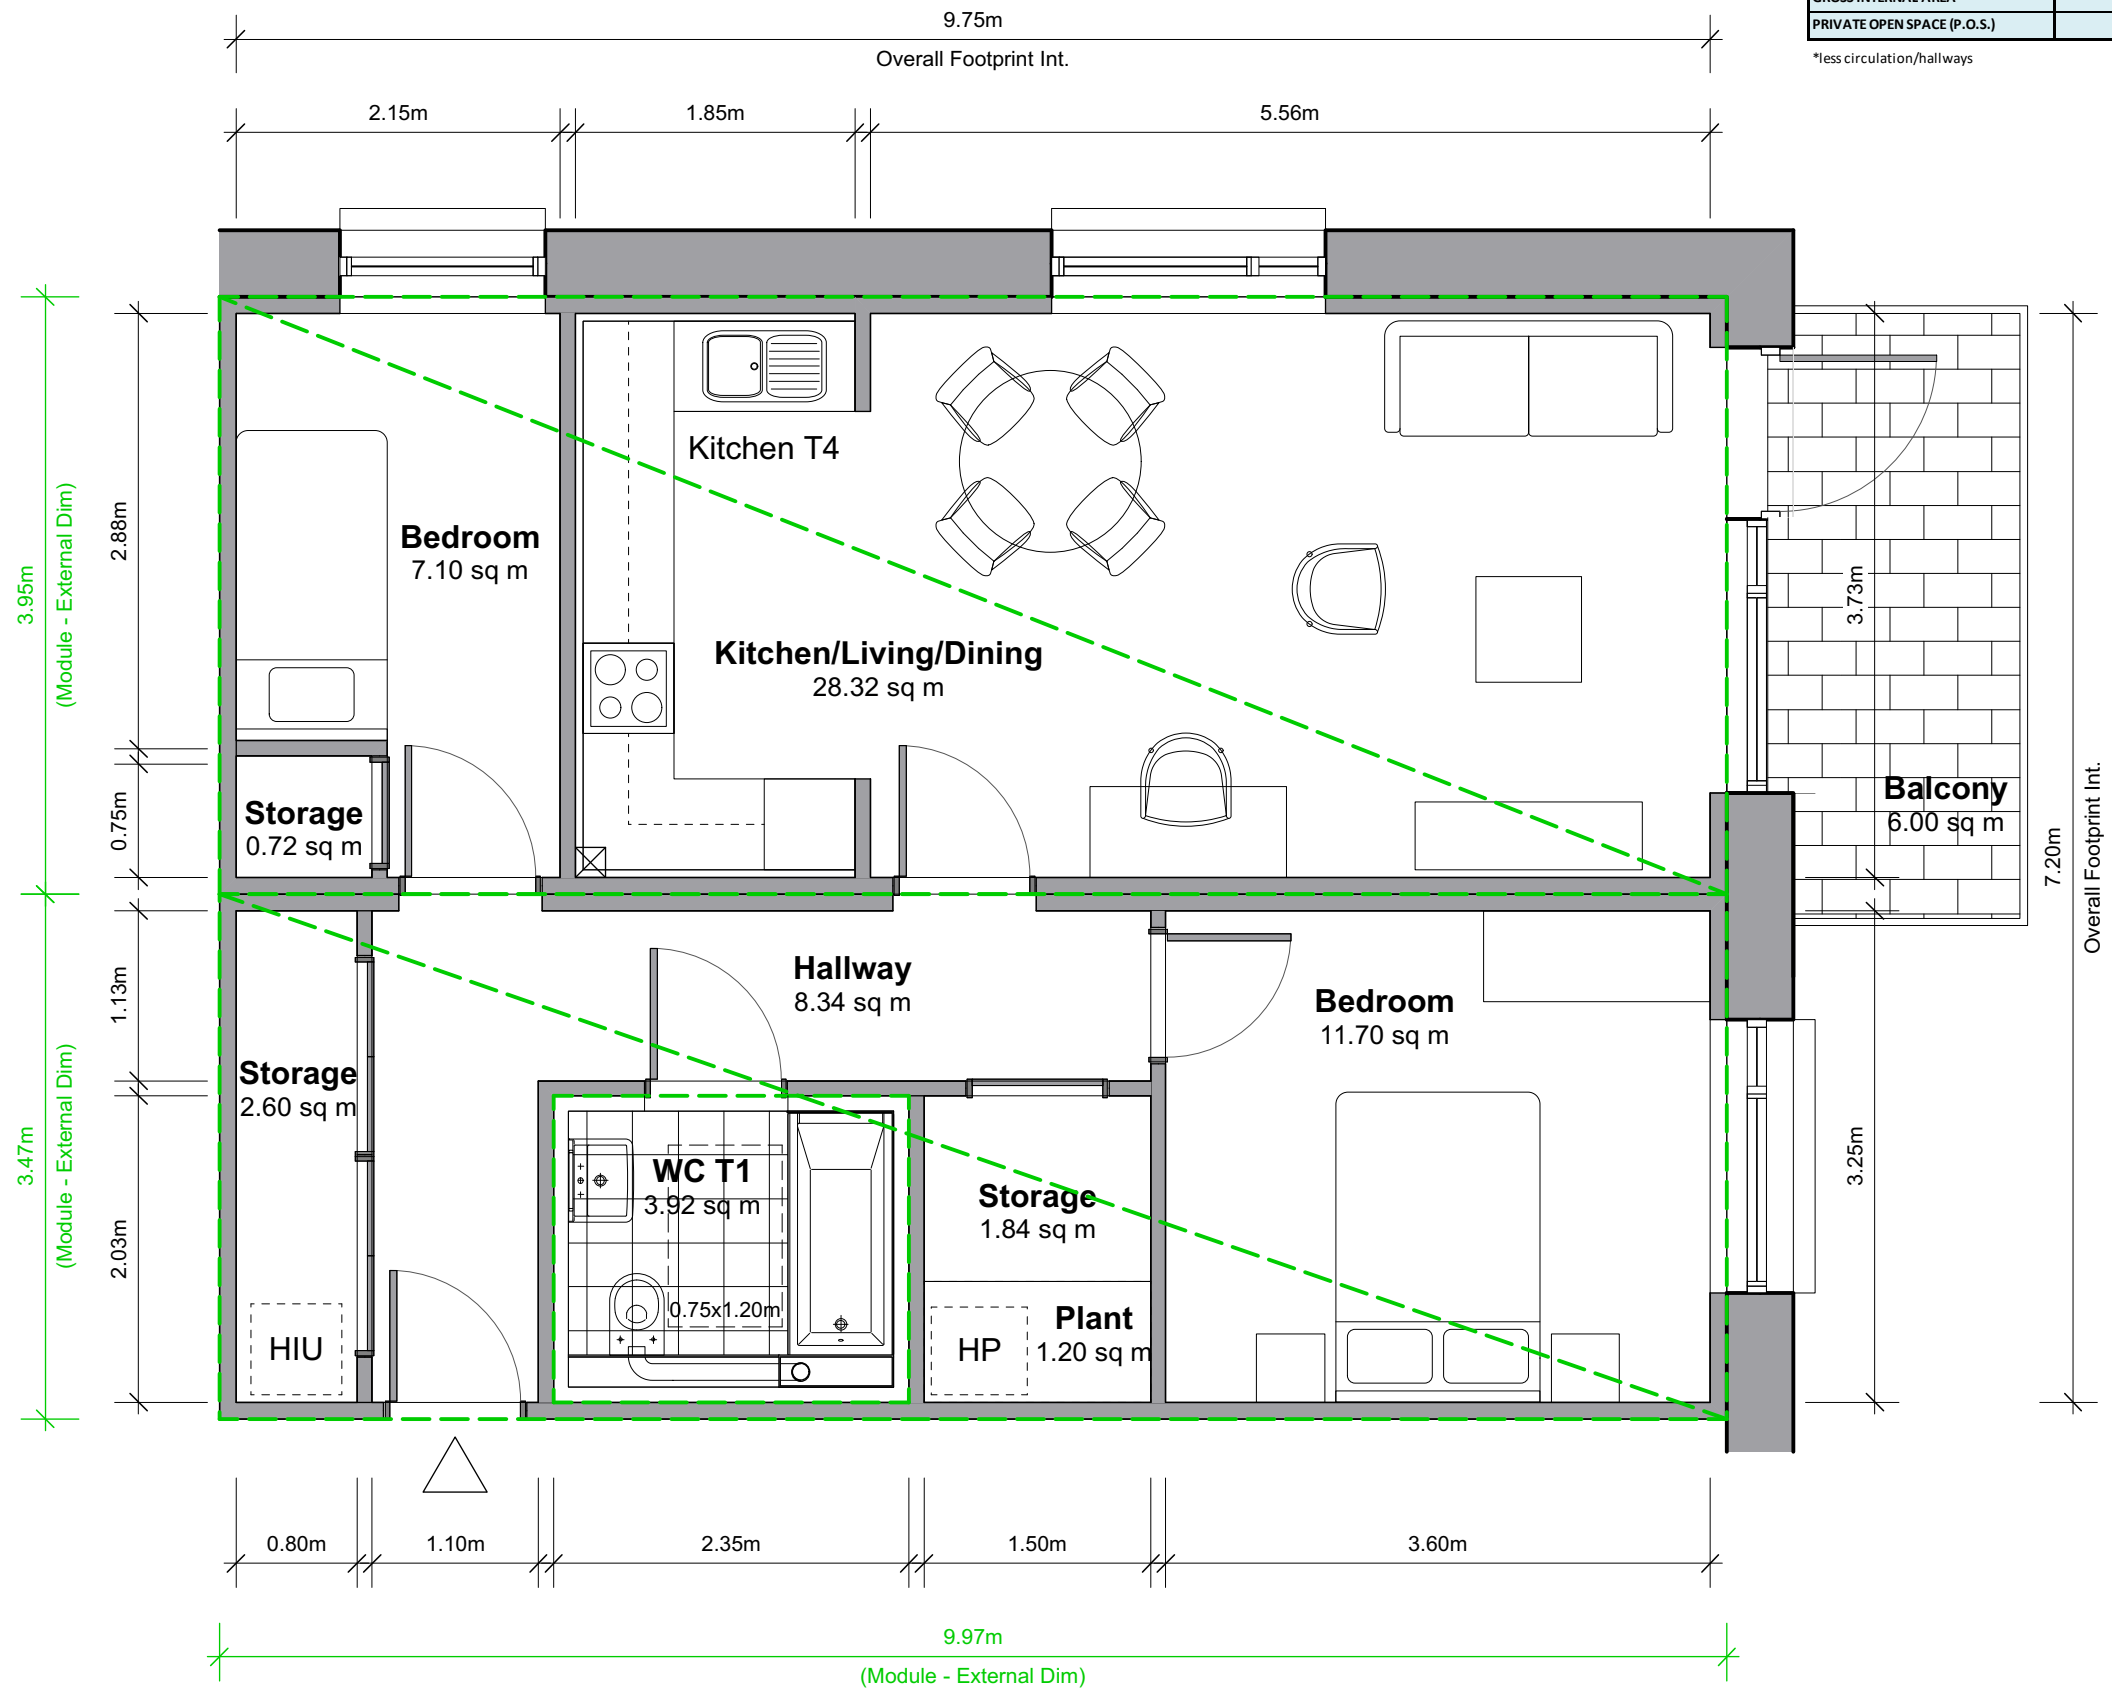 GROSS INTERNAL AREA
PRIVATE OPEN SPACE (P.O.S.)
*less circulation/hallways
9.75m
Overall Footprint Int.
2.15m
1.85m
5.56m
3.95m
(Module - External Dim)
2.88m
0.75m
Bedroom
7.10 sq m
Kitchen T4
Kitchen/Living/Dining
28.32 sq m
Storage
0.72 sq m
3.73m
Balcony
6.00 sq m
7.20m
Overall Footprint Int.
3.47m
(Module - External Dim)
1.13m
2.03m
Hallway
8.34 sq m
Bedroom
11.70 sq m
Storage
2.60 sq m
WC T1
3.92 sq m
0.75x1.20m
Storage
1.84 sq m
Plant
1.20 sq m
HIU
HP
3.25m
0.80m
1.10m
2.35m
1.50m
3.60m
9.97m
(Module - External Dim)